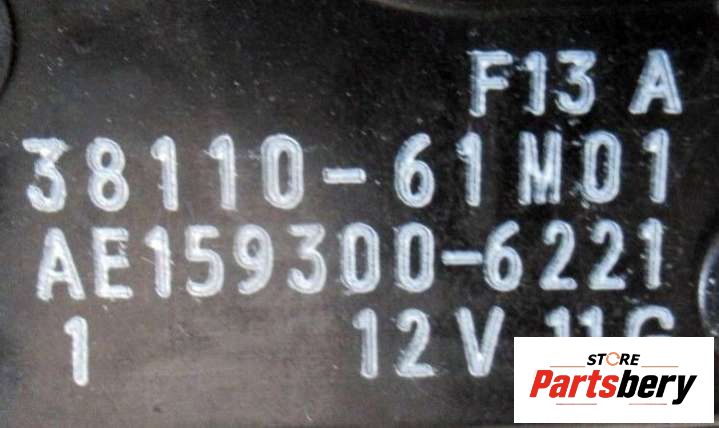 F13 A
38110-61M01
AE159300-6221
1 12V
STORE
Partsbery